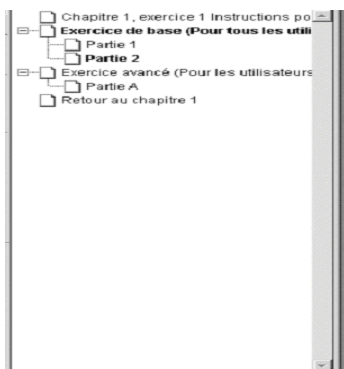 Chapitre 1, exercice 1 Instructions po
Exercice de base (Pour tous les utili
Partie 1
Partie 2
Exercice avancé (Pour les utilisateurs
Partie A
Retour au chapitre 1